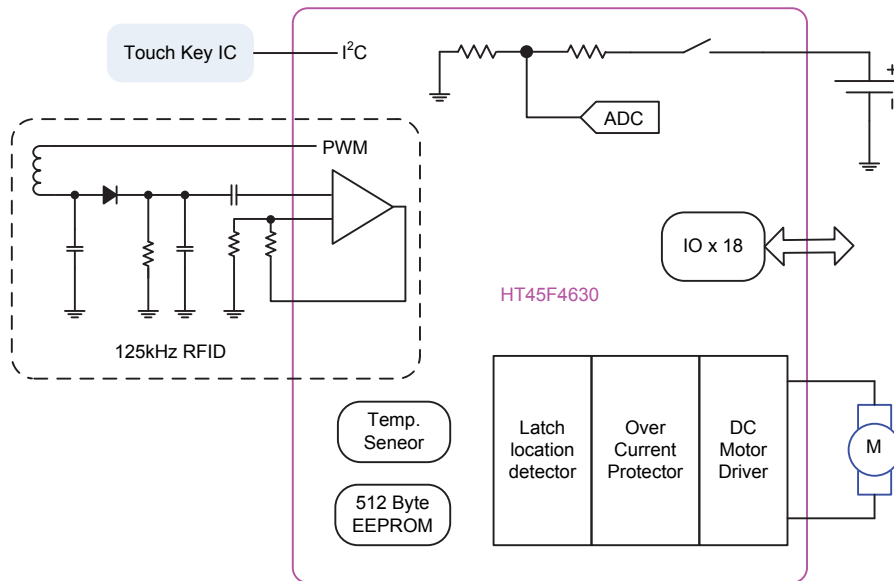 Touch Key IC
I²C
ADC
+
PWM
IO x 18
HT45F4630
125kHz RFID
Temp.
Seneor
512 Byte
EEPROM
Latch
location
detector
Over
Current
Protector
DC
Motor
Driver
M